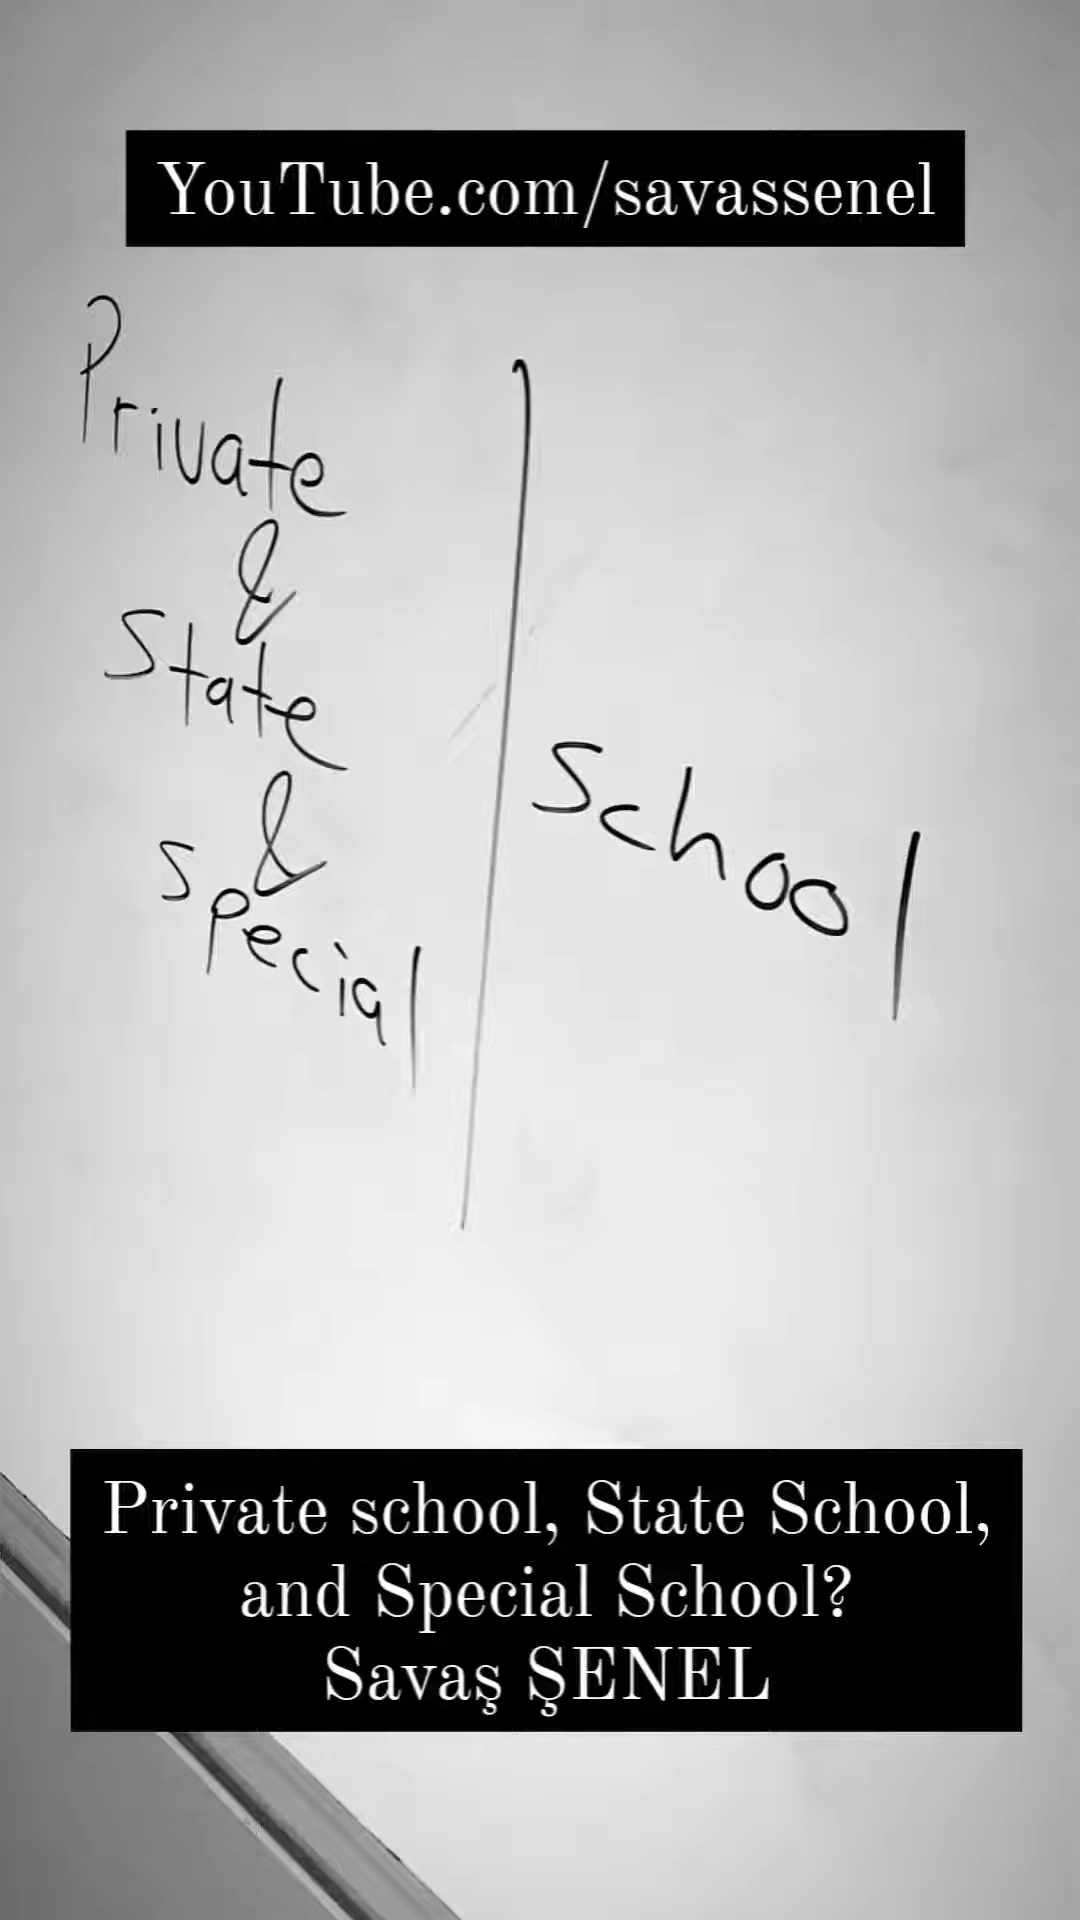 YouTube.com/savassenel
Private
&
State
&
special
School
Private school, State School,
and Special School?
Savaş ŞENEL